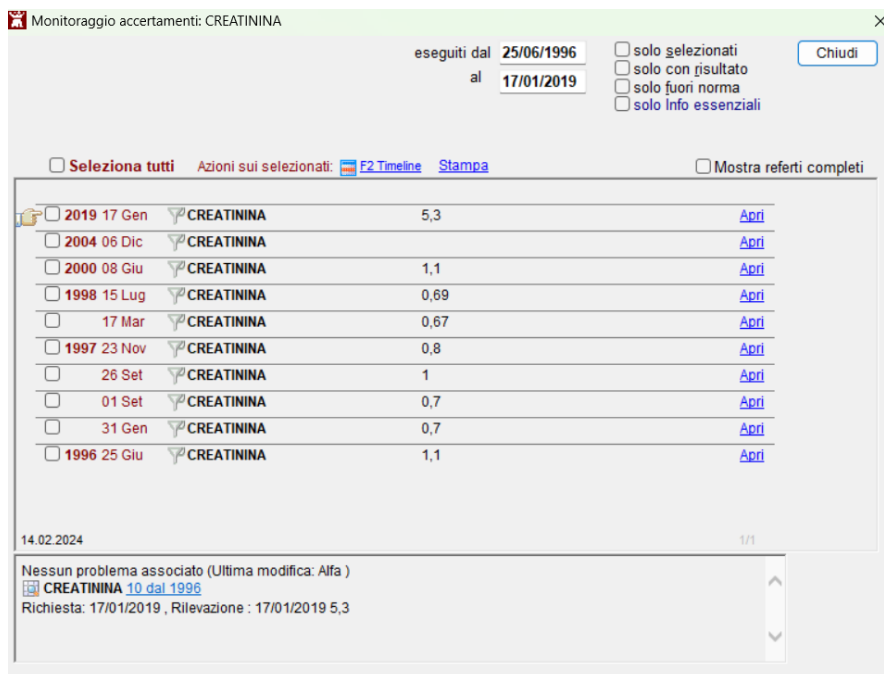 Monitoraggio accertamenti: CREATININA
eseguiti dal 25/06/1996
al 17/01/2019
solo selezionati
solo con risultato
solo fuori norma
solo Info essenziali
Chiudi
Seleziona tutti Azioni sui selezionati: F2 Timeline Stampa Mostra referti completi
2019 17 Gen CREATININA 5,3 Apri
2004 06 Dic CREATININA Apri
2000 08 Giu CREATININA 1,1 Apri
1998 15 Lug CREATININA 0,69 Apri
17 Mar CREATININA 0,67 Apri
1997 23 Nov CREATININA 0,8 Apri
26 Set CREATININA 1 Apri
01 Set CREATININA 0,7 Apri
31 Gen CREATININA 0,7 Apri
1996 25 Giu CREATININA 1,1 Apri
14.02.2024 1/1
Nessun problema associato (Ultima modifica: Alfa )
CREATININA 10 dal 1996
Richiesta: 17/01/2019 , Rilevazione : 17/01/2019 5,3